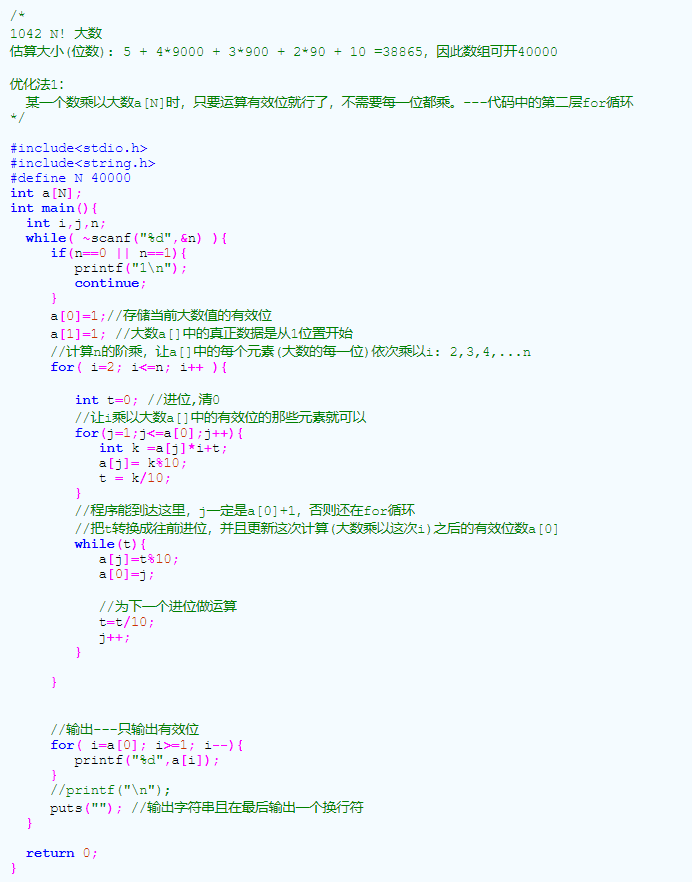 /*
1042 N! 大数
估算大小(位数): 5 + 4*9000 + 3*900 + 2*90 + 10 =38865, 因此数组可开40000
优化法1:
某一个数乘以大数a[N]时, 只要运算有效位就行了, 不需要每一位都乘。---代码中的第二层for循环
*/
#include<stdio.h>
#include<string.h>
#define N 40000
int a[N];
int main(){
int i,j,n;
while( ~scanf("%d",&n) ){
if(n==0 || n==1){
printf("1\n");
continue;
}
a[0]=1;//存储当前大数值的有效位
a[1]=1; //大数a[]中的真正数据是从1位置开始
//计算n的阶乘, 让a[]中的每个元素(大数的每一位)依次乘以i: 2,3,4,...n
for( i=2; i<=n; i++ ){
int t=0; //进位,清0
//让i乘以大数a[]中的有效位的那些元素就可以
for(j=1;j<=a[0];j++){
int k =a[j]*i+t;
a[j]= k%10;
t = k/10;
}
//程序能到达这里, j一定是a[0]+1, 否则还在for循环
//把t转换成往前进位, 并且更新这次计算(大数乘以这次i)之后的有效位数a[0]
while(t){
a[j]=t%10;
a[0]=j;
//为下一个进位做运算
t=t/10;
j++;
}
}
//输出---只输出有效位
for( i=a[0]; i>=1; i--){
printf("%d",a[i]);
}
//printf("\n");
puts(""); //输出字符串且在最后输出一个换行符
}
return 0;
}